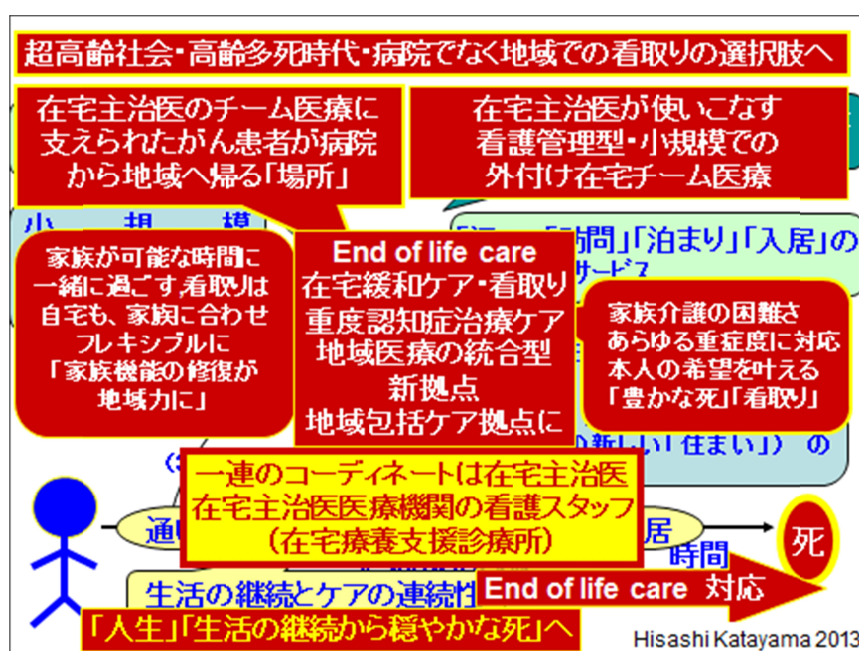 超高齢社会・高齢多死時代・病院でなく地域での看取りの選択肢へ
在宅主治医のチーム医療に
支えられたがん患者が病院
から地域へ帰る「場所」
在宅主治医が使いこなす
看護管理型・小規模での
外付け在宅チーム医療
小規模
訪問」「泊まり」「入居」の
サービス
家族が可能な時間に
一緒に過ごす,看取りは
自宅も、家族に合わせ
フレキシブルに
「家族機能の修復が
地域力に」
End of life care
在宅緩和ケア・看取り
重度認知症治療ケア
地域医療の統合型
新拠点
地域包括ケア拠点に
家族介護の困難さ
あらゆる重症度に対応
本人の希望を叶える
「豊かな死」「看取り」
の新しい「住まい」) の
一連のコーディネートは在宅主治医
在宅主治医医療機関の看護スタッフ
(在宅療養支援診療所)
通
居
時間
死
生活の継続とケアの連続性
End of life care 対応
「人生」「生活の継続から穏やかな死」へ
Hisashi Katayama 2013